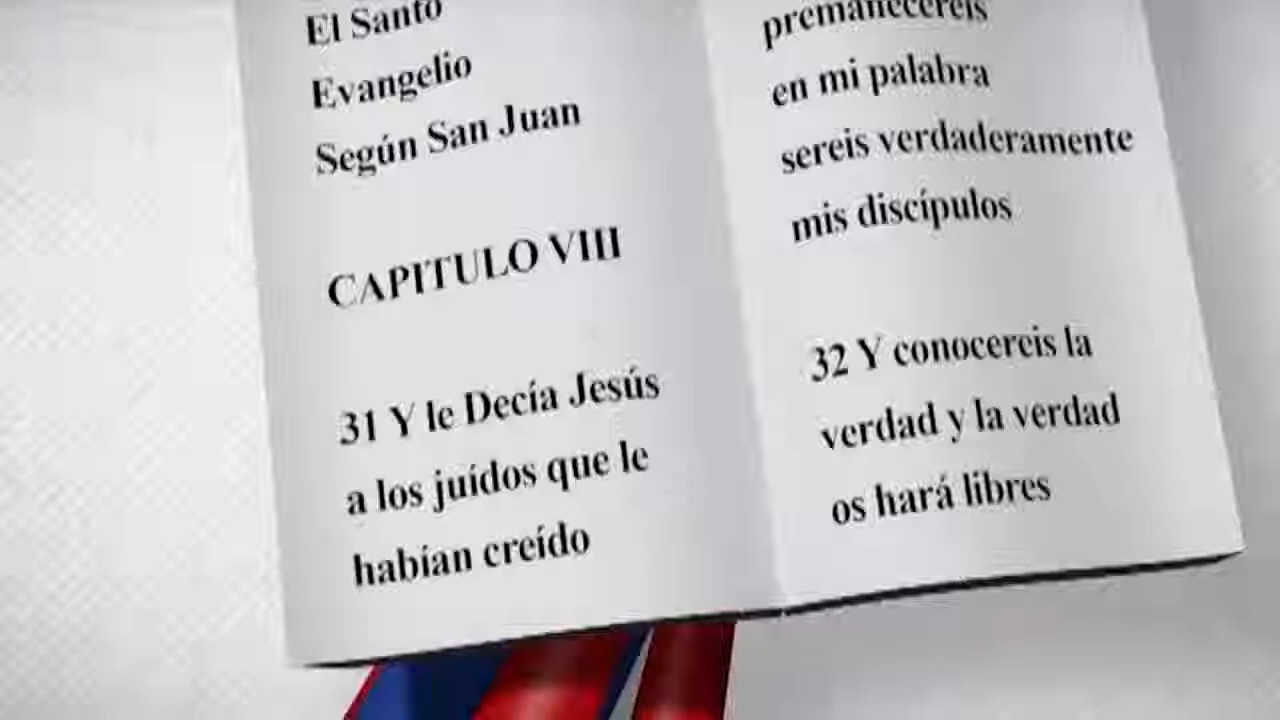 El Santo
Evangelio
Según San Juan
CAPITULO VIII
31 Y le Decía Jesús
a los juídos que le
habían creído
premanecereis
en mi palabra
sereis verdaderamente
mis discípulos
32 Y conocereis la
verdad y la verdad
os hará libres